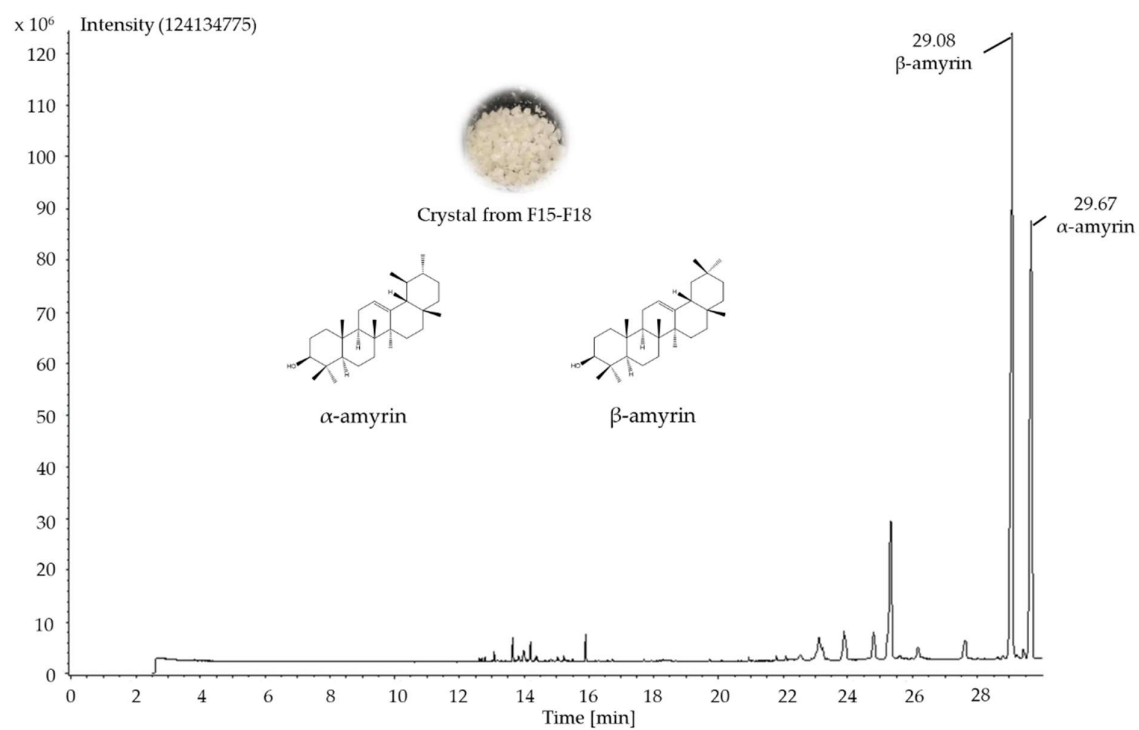 x 10⁶ Intensity (124134775)
120
110
100
90
80
70
60
50
40
30
20
10
0
29.08
β-amyrin
29.67
α-amyrin
Crystal from F15-F18
H
H
H
HO
α-amyrin
H
H
H
HO
β-amyrin
0 2 4 6 8 10 12 14 16 18 20 22 24 26 28
Time [min]